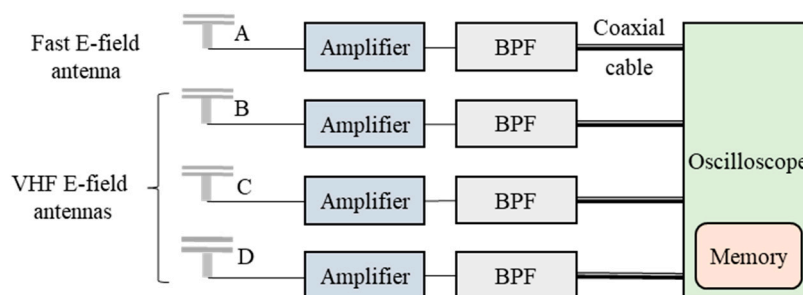 Fast E-field
antenna
A
Amplifier
BPF
Coaxial
cable
B
Amplifier
BPF
VHF E-field
antennas
C
Amplifier
BPF
D
Amplifier
BPF
Oscilloscope
Memory